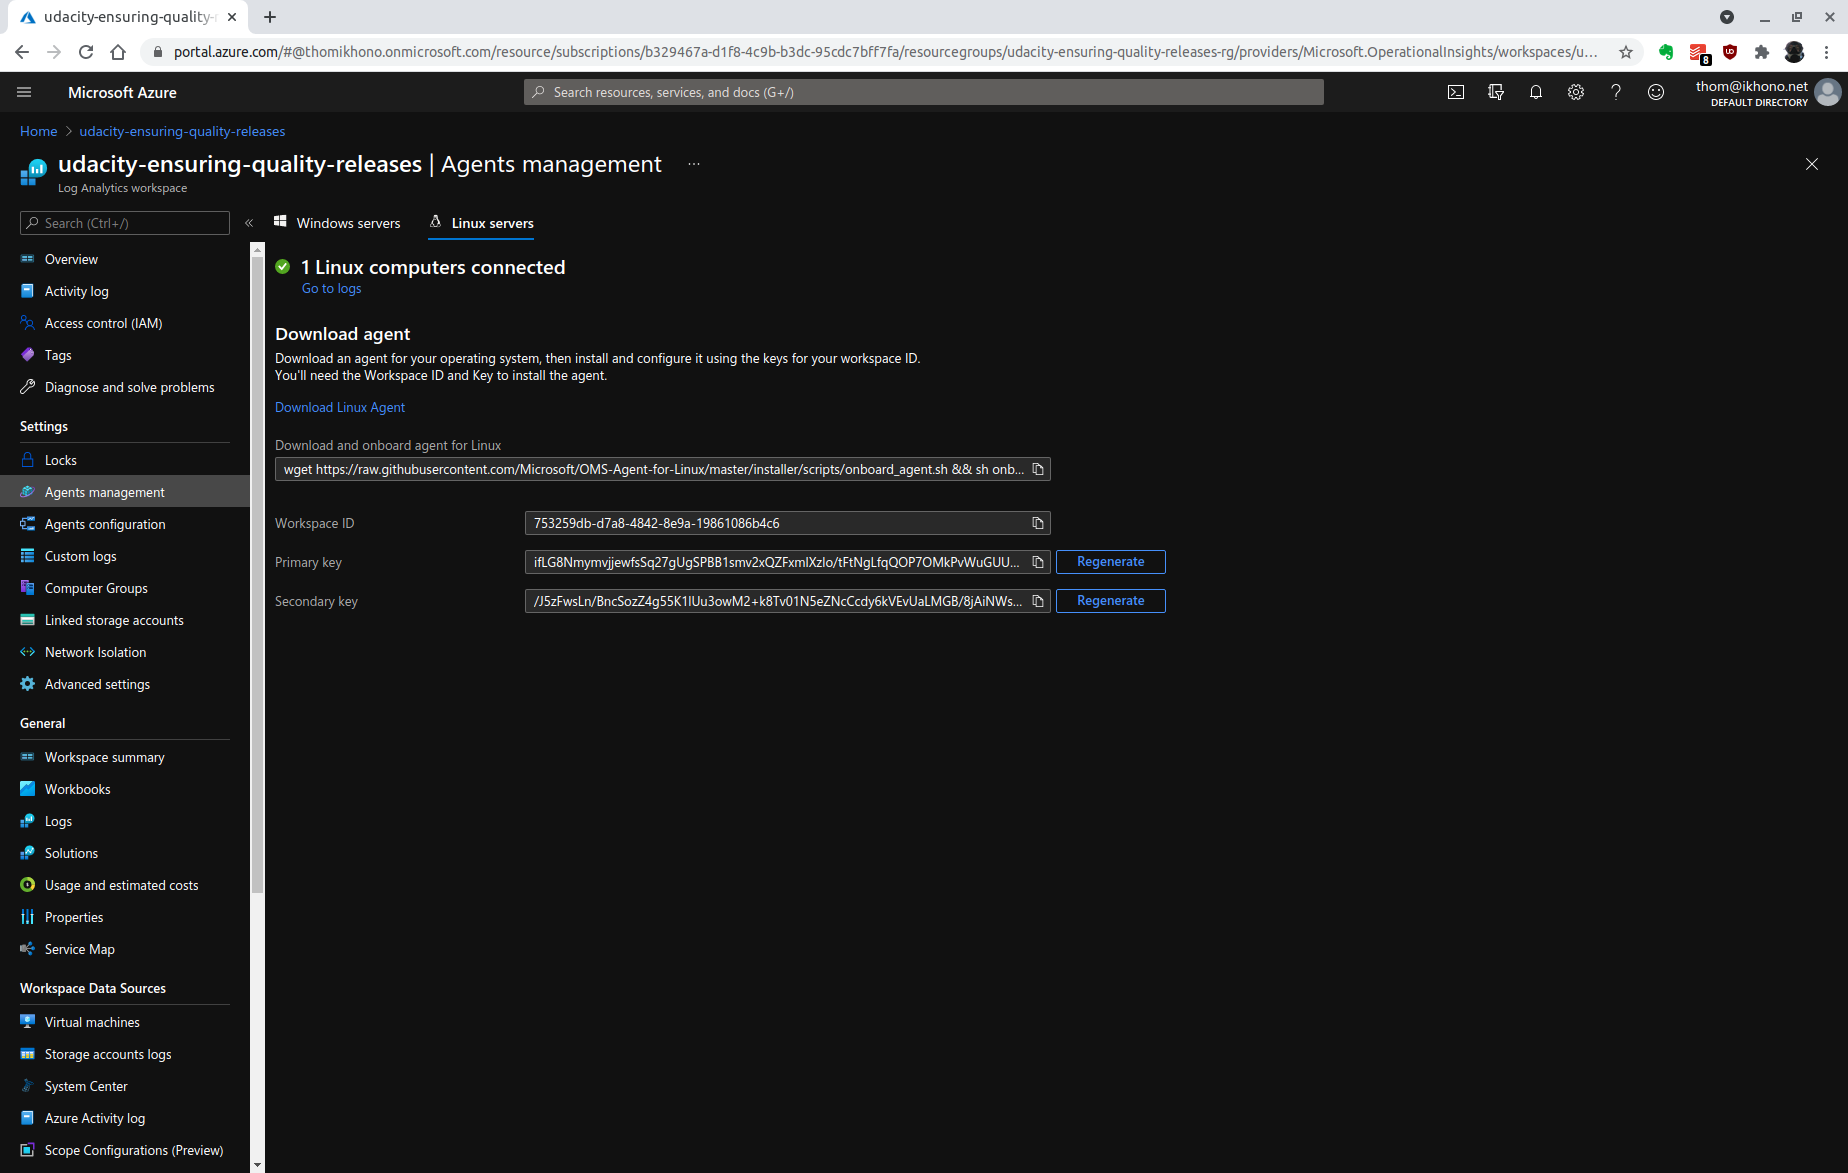 udacity-ensuring-quality-
portal.azure.com/#@thomikhono.onmicrosoft.com/resource/subscriptions/b329467a-d1f8-4c9b-b3dc-95cdc7bff7fa/resourcegroups/udacity-ensuring-quality-releases-rg/providers/Microsoft.OperationalInsights/workspaces/u...
8
Microsoft Azure
Search resources, services, and docs (G+/)
thom@ikhono.net
DEFAULT DIRECTORY
Home > udacity-ensuring-quality-releases
udacity-ensuring-quality-releases | Agents management ...
Log Analytics workspace
Search (Ctrl+/)
«
Windows servers
Linux servers
Overview
Activity log
Access control (IAM)
Tags
Diagnose and solve problems
Settings
Locks
Agents management
Agents configuration
Custom logs
Computer Groups
Linked storage accounts
Network Isolation
Advanced settings
General
Workspace summary
Workbooks
Logs
Solutions
Usage and estimated costs
Properties
Service Map
Workspace Data Sources
Virtual machines
Storage accounts logs
System Center
Azure Activity log
Scope Configurations (Preview)
1 Linux computers connected
Go to logs
Download agent
Download an agent for your operating system, then install and configure it using the keys for your workspace ID.
You'll need the Workspace ID and Key to install the agent.
Download Linux Agent
Download and onboard agent for Linux
wget https://raw.githubusercontent.com/Microsoft/OMS-Agent-for-Linux/master/installer/scripts/onboard_agent.sh && sh onb...
Workspace ID
753259db-d7a8-4842-8e9a-19861086b4c6
Primary key
Regenerate
Secondary key
Regenerate